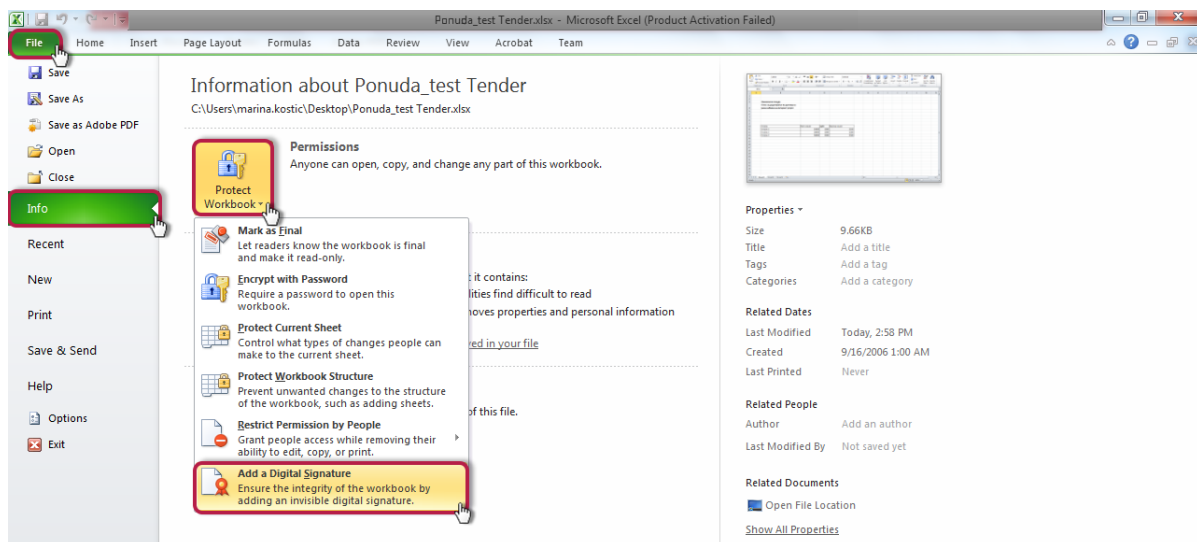 Ponuda_test Tender.xlsx - Microsoft Excel (Product Activation Failed)
File Home Insert Page Layout Formulas Data Review View Acrobat Team
Save
Save As
Save as Adobe PDF
Open
Close
Info
Recent
New
Print
Save & Send
Help
Options
Exit
Information about Ponuda_test Tender
C:\Users\marina.kostic\Desktop\Ponuda_test Tender.xlsx
Protect
Workbook
Permissions
Anyone can open, copy, and change any part of this workbook.
Mark as Final
Let readers know the workbook is final
and make it read-only.
Encrypt with Password
Require a password to open this
workbook.
Protect Current Sheet
Control what types of changes people can
make to the current sheet.
Protect Workbook Structure
Prevent unwanted changes to the structure
of the workbook, such as adding sheets.
Restrict Permission by People
Grant people access while removing their
ability to edit, copy, or print.
Add a Digital Signature
Ensure the integrity of the workbook by
adding an invisible digital signature.
it contains:
lities find difficult to read
noves properties and personal information
ved in your file
of this file.
Properties
Size 9.66KB
Title Add a title
Tags Add a tag
Categories Add a category
Related Dates
Last Modified Today, 2:58 PM
Created 9/16/2006 1:00 AM
Last Printed Never
Related People
Author Add an author
Last Modified By Not saved yet
Related Documents
Open File Location
Show All Properties